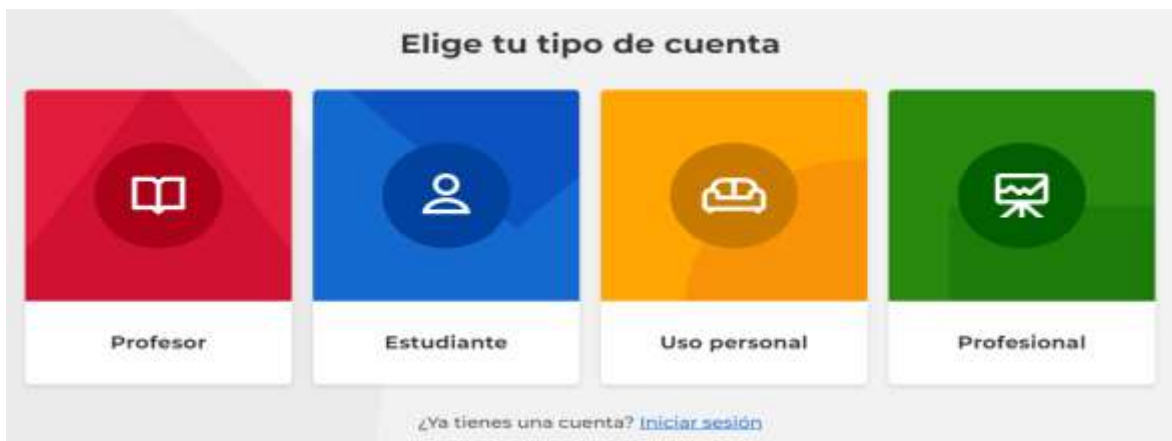 Elige tu tipo de cuenta
Profesor
Estudiante
Uso personal
Profesional
¿Ya tienes una cuenta? Iniciar sesión